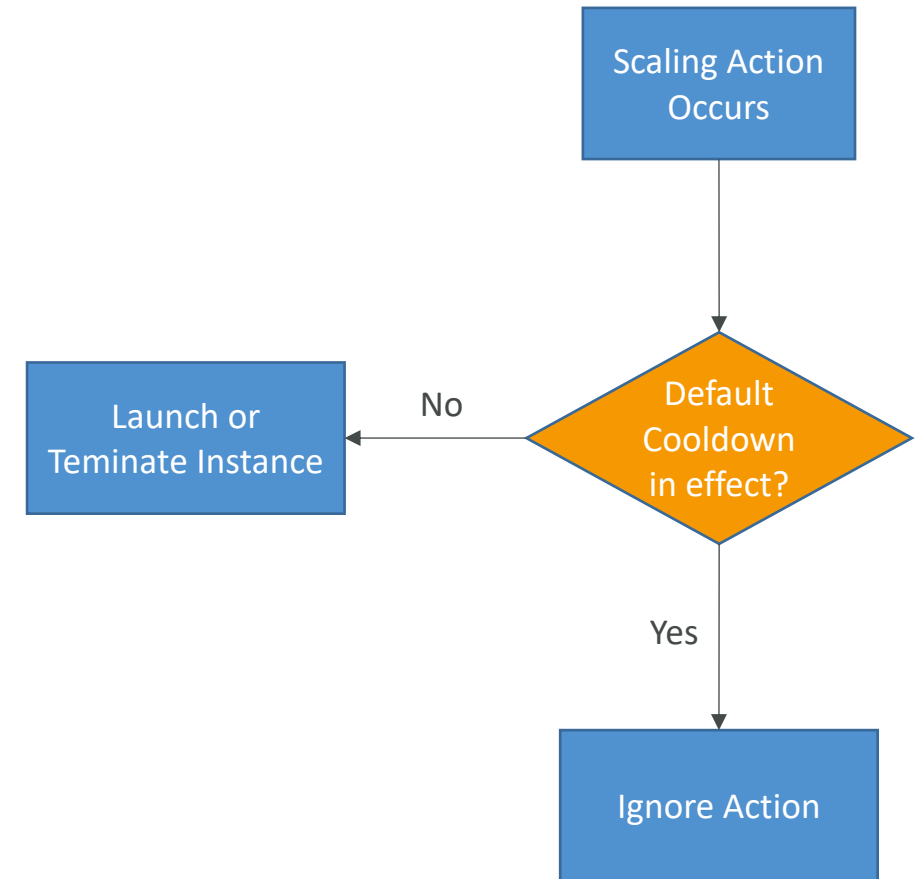 Scaling Action
Occurs
Default
Cooldown
in effect?
No
Launch or
Teminate Instance
Yes
Ignore Action